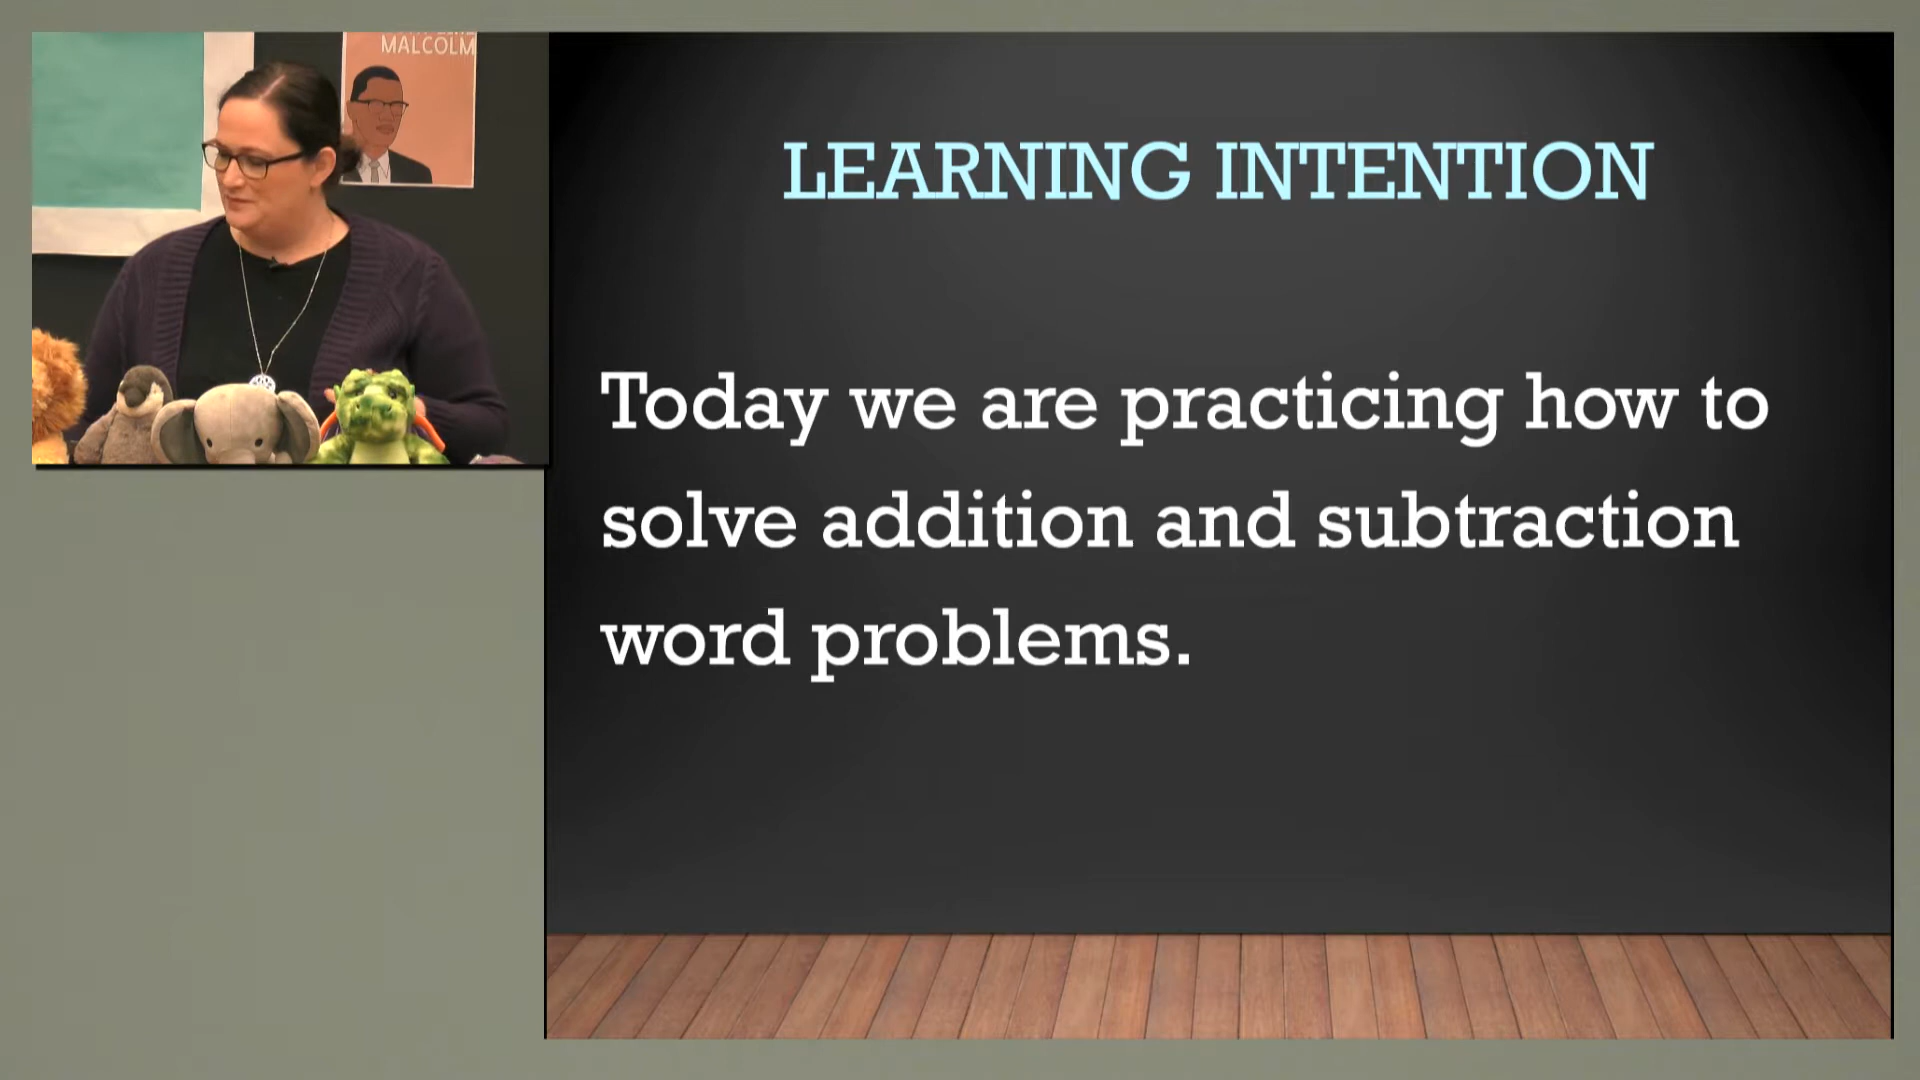 MALCOLM
LEARNING INTENTION
Today we are practicing how to
solve addition and subtraction
word problems.